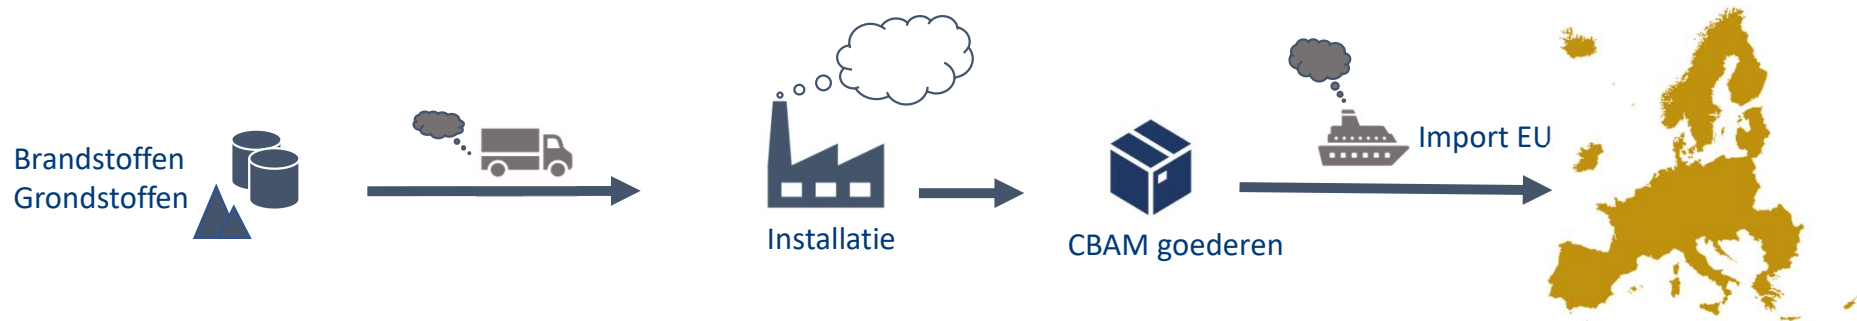 Brandstoffen
Grondstoffen
Installatie
CBAM goederen
Import EU